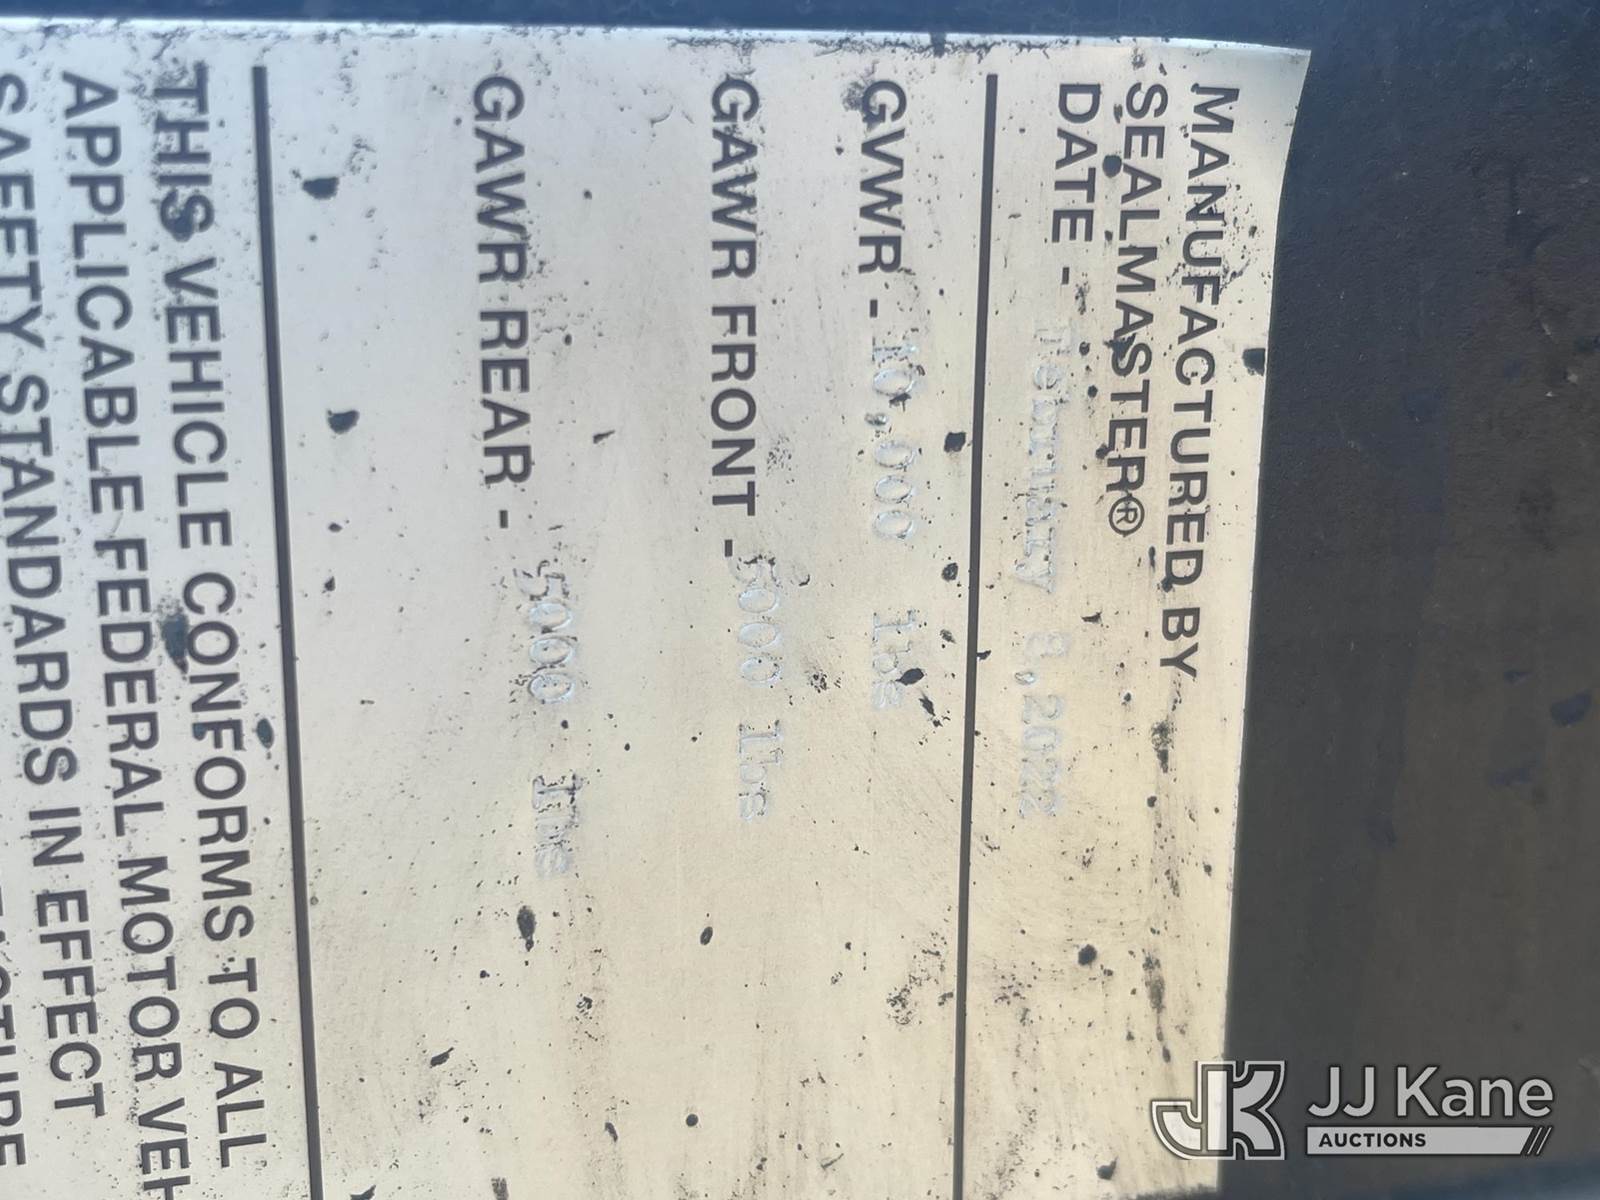 MANUFACTURED BY
SEALMASTER®
DATE - February 8,2022
GVWR - 10,000 lbs
GAWR FRONT - 5000 lbs
GAWR REAR - 5000 lbs
THIS VEHICLE CONFORMS TO ALL
APPLICABLE FEDERAL MOTOR VEH
SAFETY STANDARDS IN EFFECT
JJ Kane
AUCTIONS